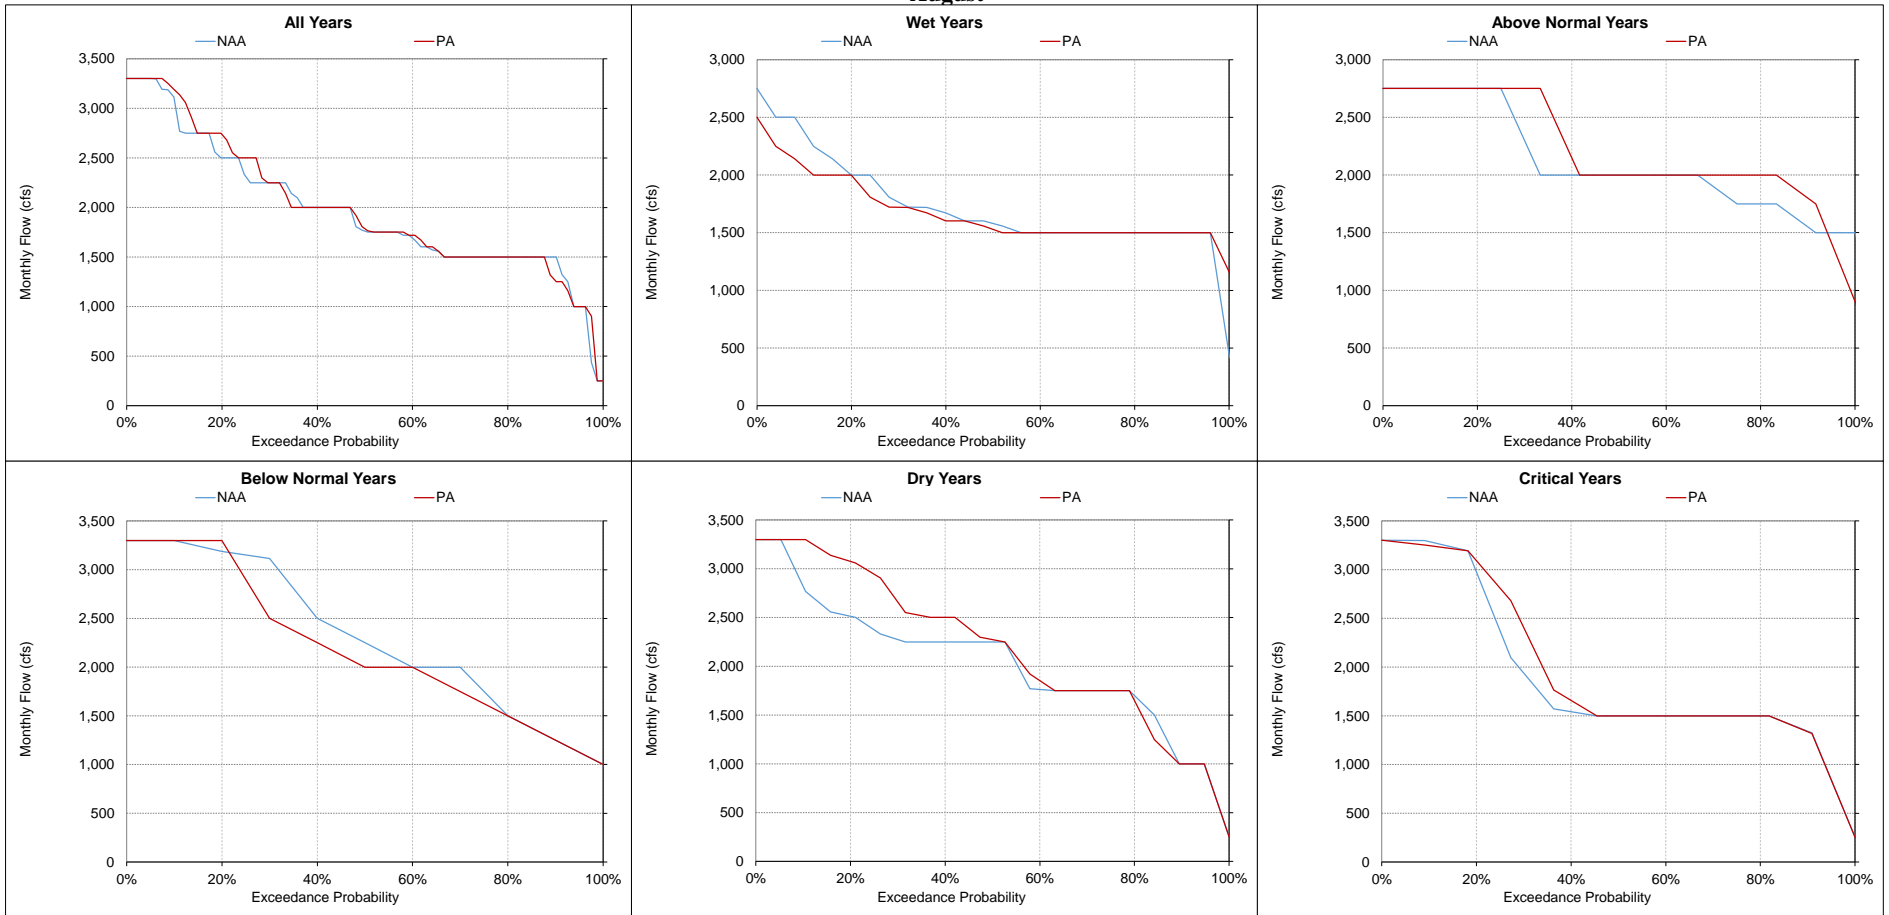 All Years
NAA PA
3,500
3,000
2,500
2,000
1,500
1,000
500
0
Monthly Flow (cfs)
0% 20% 40% 60% 80% 100%
Exceedance Probability
Wet Years
NAA PA
3,000
2,500
2,000
1,500
1,000
500
0
Monthly Flow (cfs)
0% 20% 40% 60% 80% 100%
Exceedance Probability
Above Normal Years
NAA PA
3,000
2,500
2,000
1,500
1,000
500
0
Monthly Flow (cfs)
0% 20% 40% 60% 80% 100%
Exceedance Probability
Below Normal Years
NAA PA
3,500
3,000
2,500
2,000
1,500
1,000
500
0
Monthly Flow (cfs)
0% 20% 40% 60% 80% 100%
Exceedance Probability
Dry Years
NAA PA
3,500
3,000
2,500
2,000
1,500
1,000
500
0
Monthly Flow (cfs)
0% 20% 40% 60% 80% 100%
Exceedance Probability
Critical Years
NAA PA
3,500
3,000
2,500
2,000
1,500
1,000
500
0
Monthly Flow (cfs)
0% 20% 40% 60% 80% 100%
Exceedance Probability